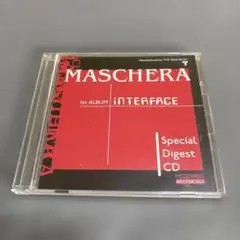 MASCHERA
1st ALBUM INTERFACE
Special
Digest
CD